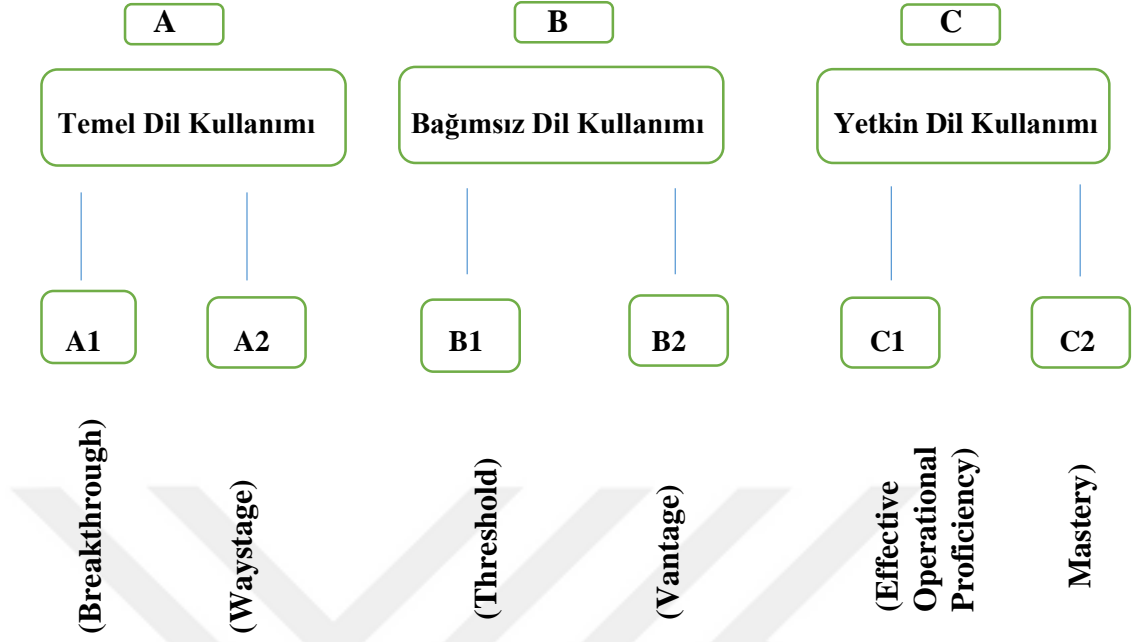 A
B
C
Temel Dil Kullanımı
Bağımsız Dil Kullanımı
Yetkin Dil Kullanımı
A1
A2
B1
B2
C1
C2
(Breakthrough)
(Waystage)
(Threshold)
(Vantage)
(Effective
Operational
Proficiency)
Mastery)